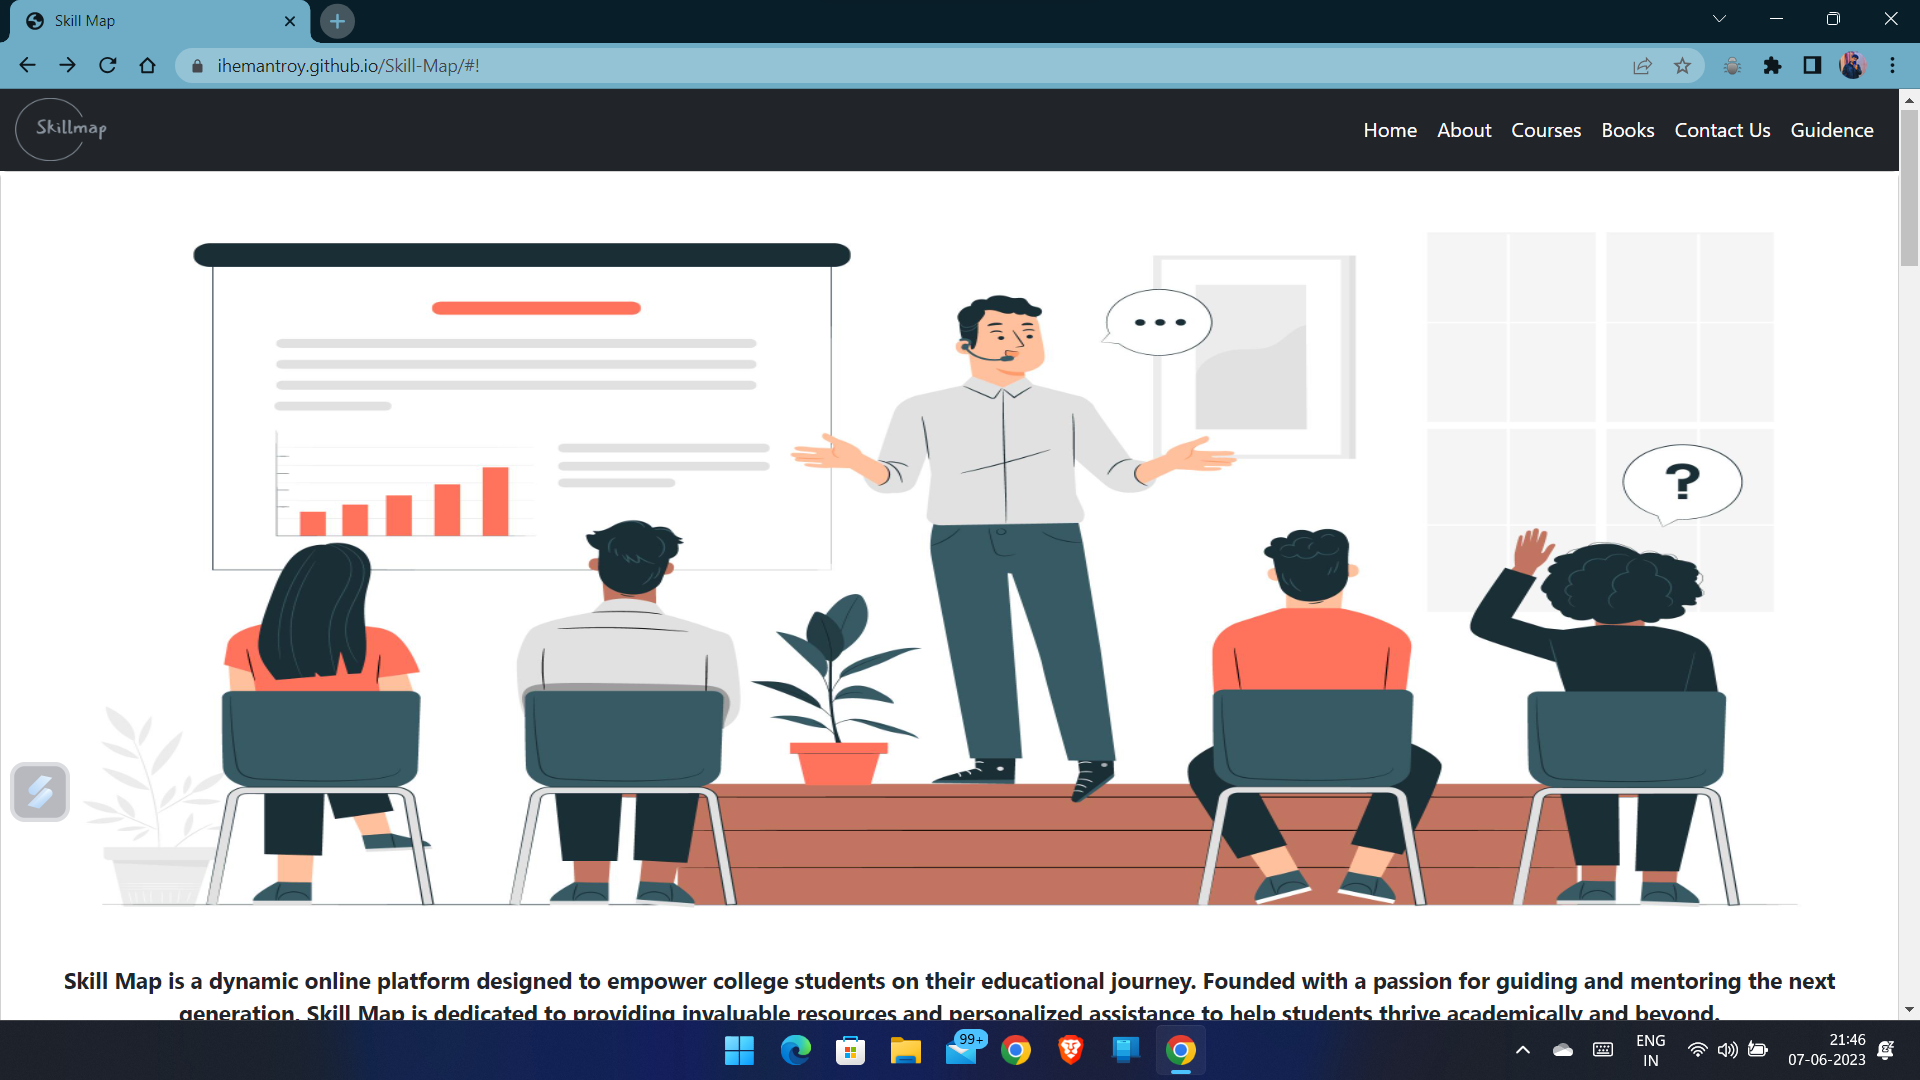 Skill Map
ihemantroy.github.io/Skill-Map/#!
Skillmap
Home About Courses Books Contact Us Guidence
?
Skill Map is a dynamic online platform designed to empower college students on their educational journey. Founded with a passion for guiding and mentoring the next
generation, Skill Map is dedicated to providing invaluable resources and personalized assistance to help students thrive academically and beyond.
99+
ENG
IN
21:46
07-06-2023